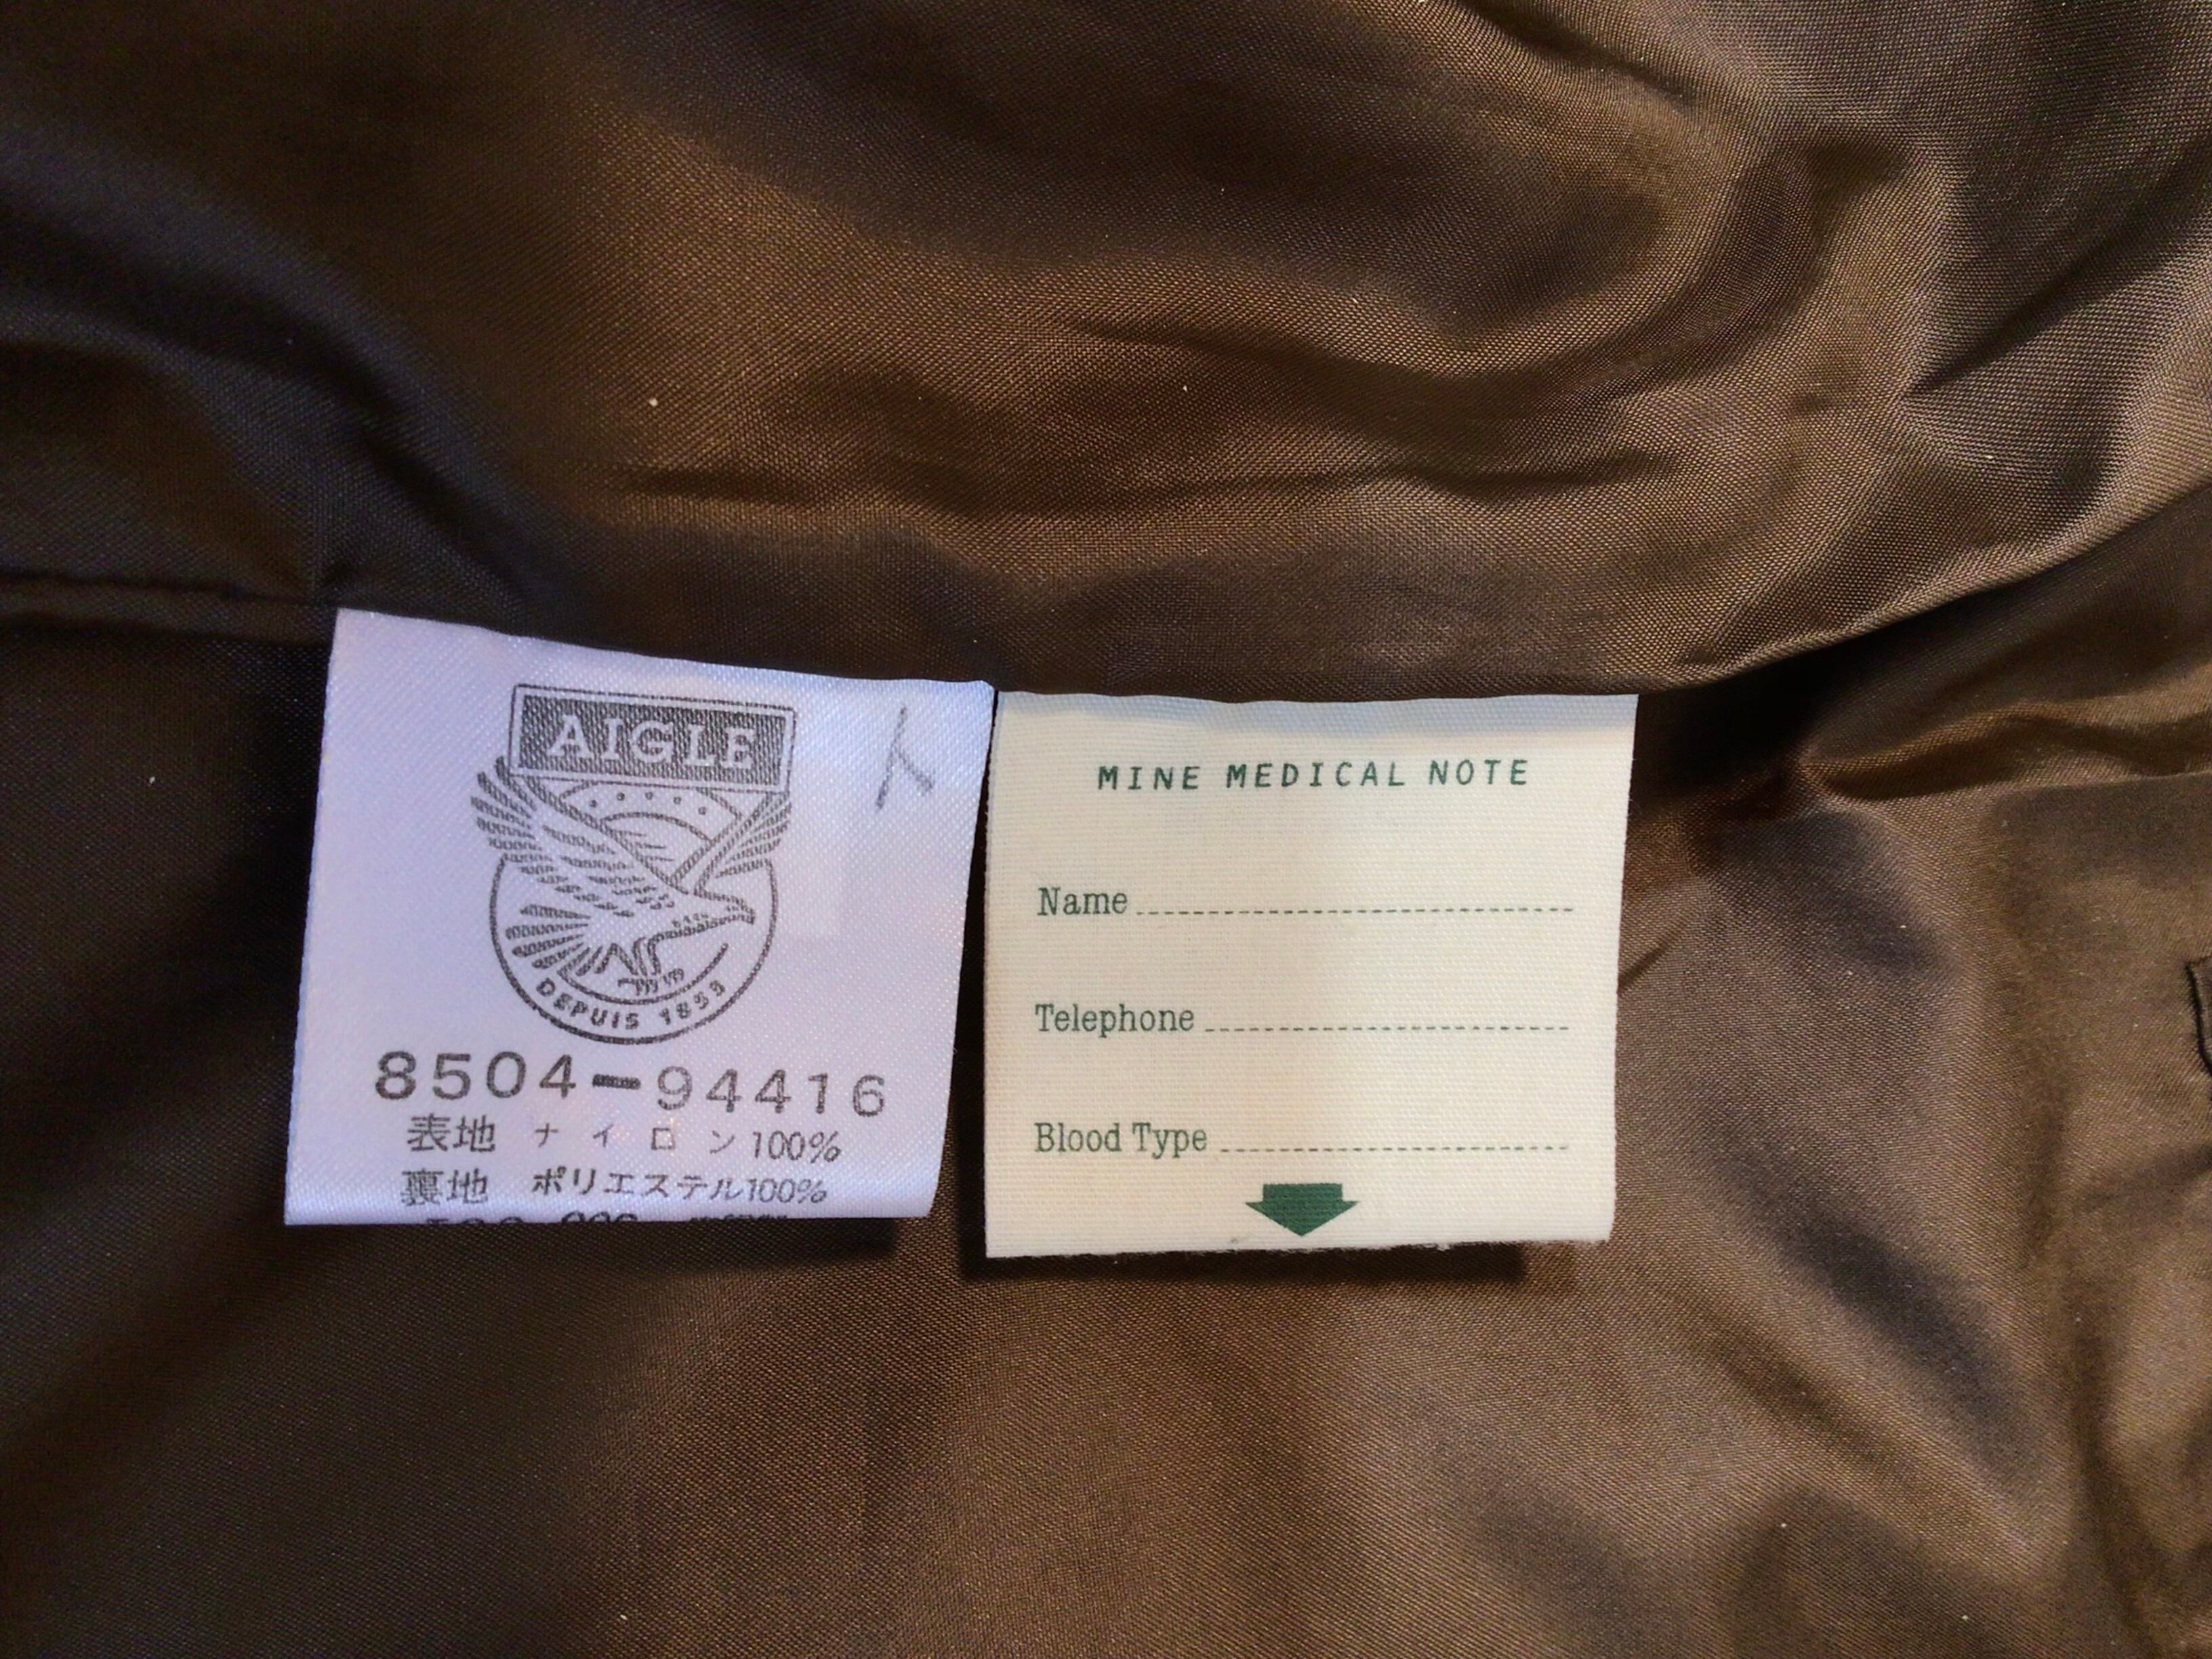 AIGLE
DEPUIS 1853
8504-94416
表地 ナイロン100%
裏地 ポリエステル100%
MINE MEDICAL NOTE
Name
Telephone
Blood Type